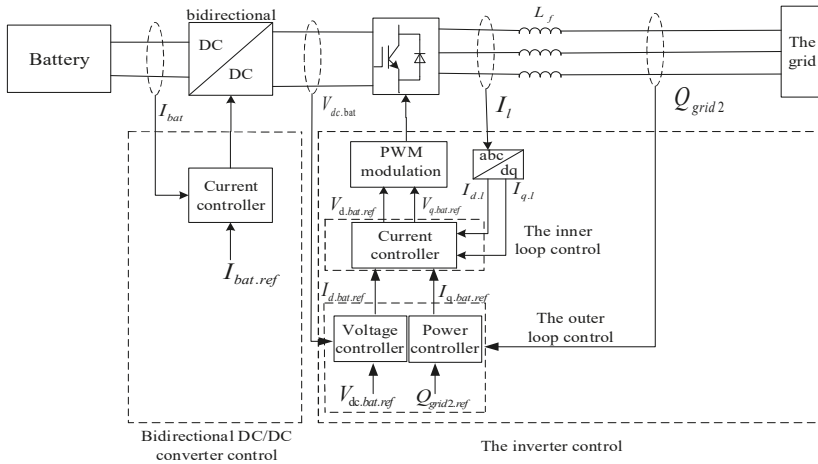 bidirectional
Battery
DC
DC
L_f
The
grid
I_bat
V_dc.bat
I_l
Q_grid2
PWM
modulation
abc
dq
I_d.l
I_q.l
Current
controller
V_d.bat.ref
V_q.bat.ref
The inner
loop control
Current
controller
I_bat.ref
I_d.bat.ref
I_q.bat.ref
The outer
loop control
Voltage
controller
Power
controller
V_dc.bat.ref
Q_grid2.ref
Bidirectional DC/DC
converter control
The inverter control